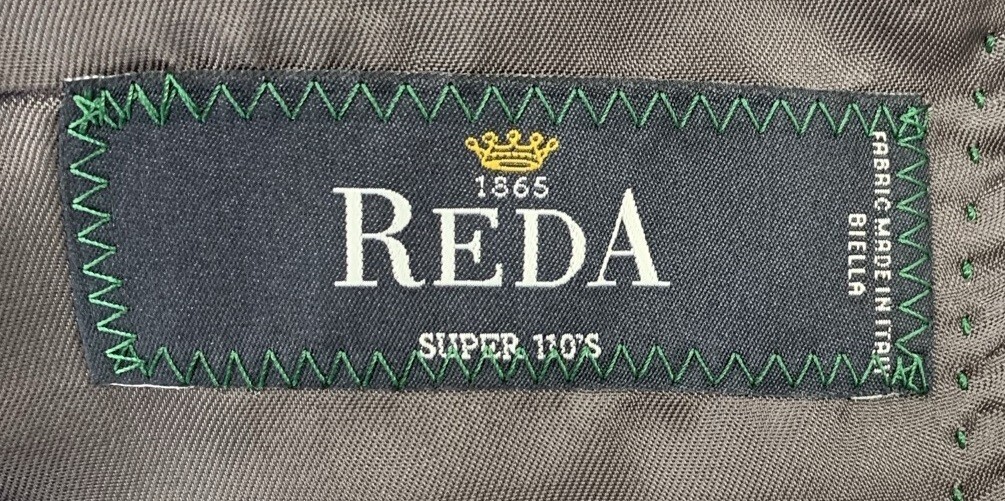 1865
REDA
SUPER 110'S
FABRIC MADE IN ITALY
BIELLA